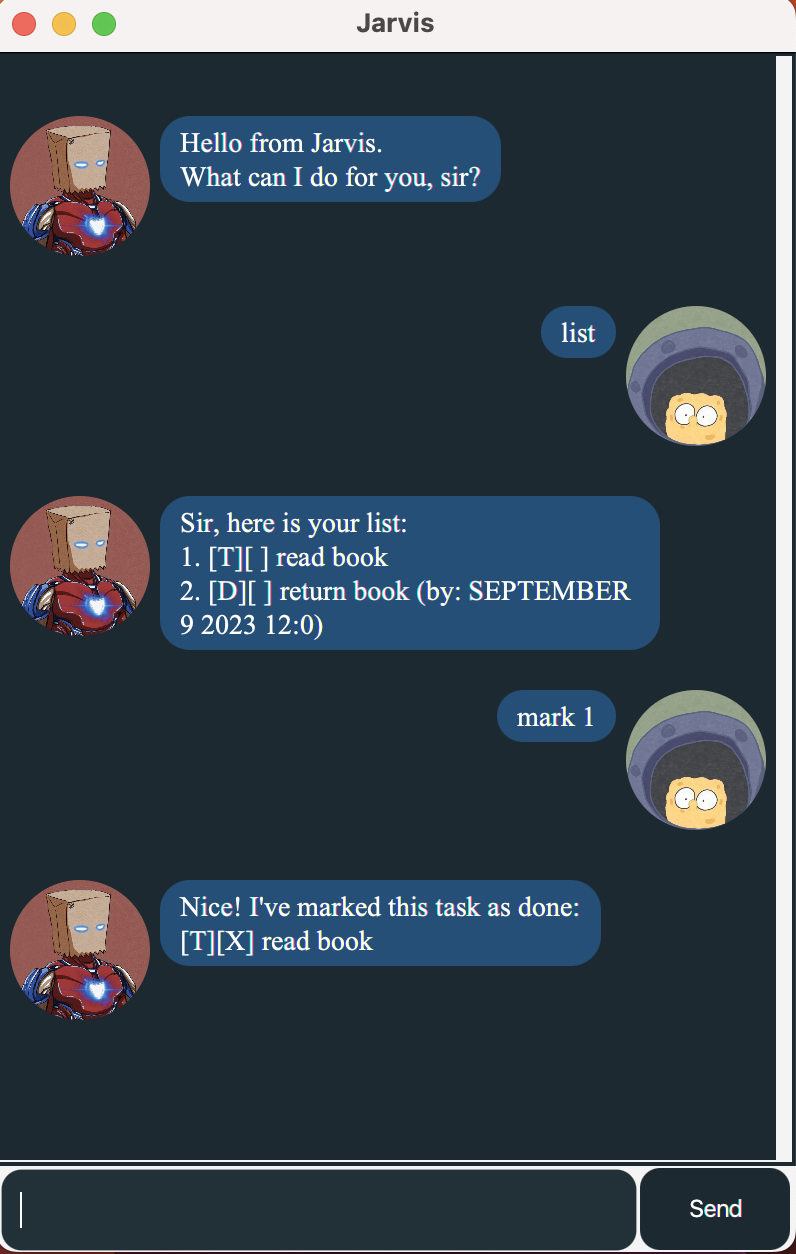 Jarvis
Hello from Jarvis.
What can I do for you, sir?
list
Sir, here is your list:
1. [T][ ] read book
2. [D][ ] return book (by: SEPTEMBER
9 2023 12:0)
mark 1
Nice! I've marked this task as done:
[T][X] read book
Send